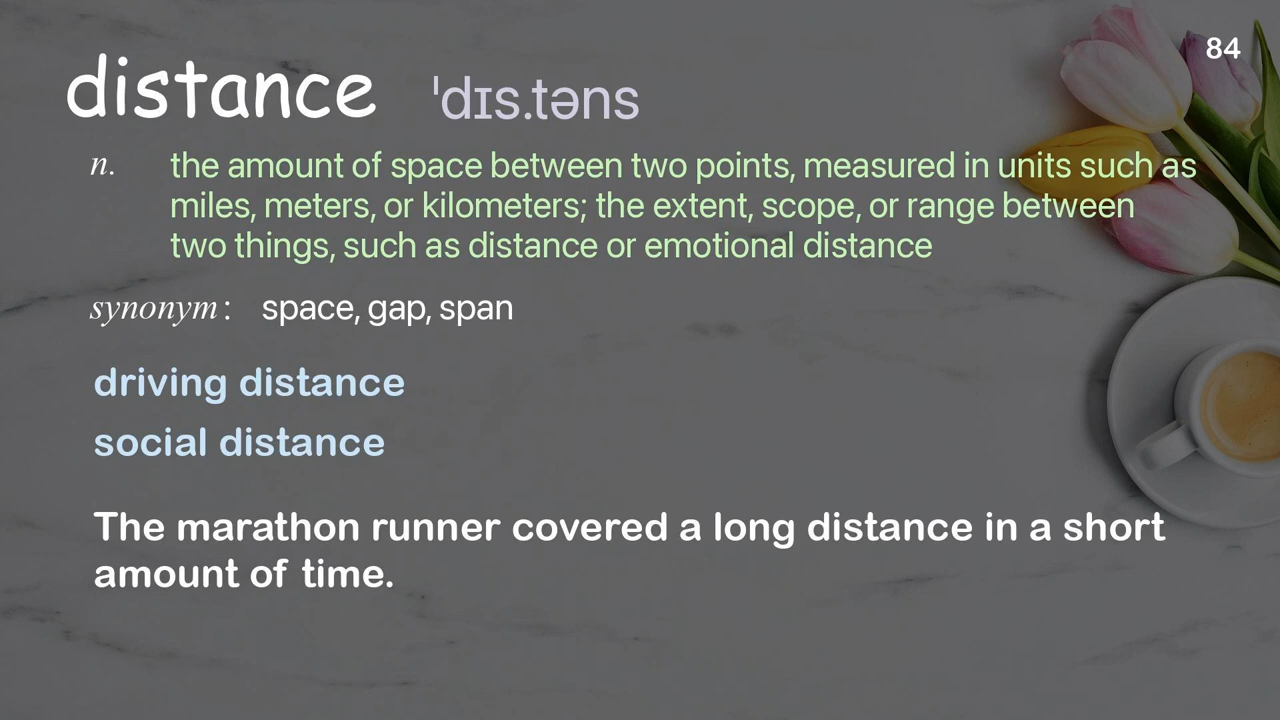 84
distance ˈdɪs.təns
n. the amount of space between two points, measured in units such as
miles, meters, or kilometers; the extent, scope, or range between
two things, such as distance or emotional distance
synonym: space, gap, span
driving distance
social distance
The marathon runner covered a long distance in a short
amount of time.